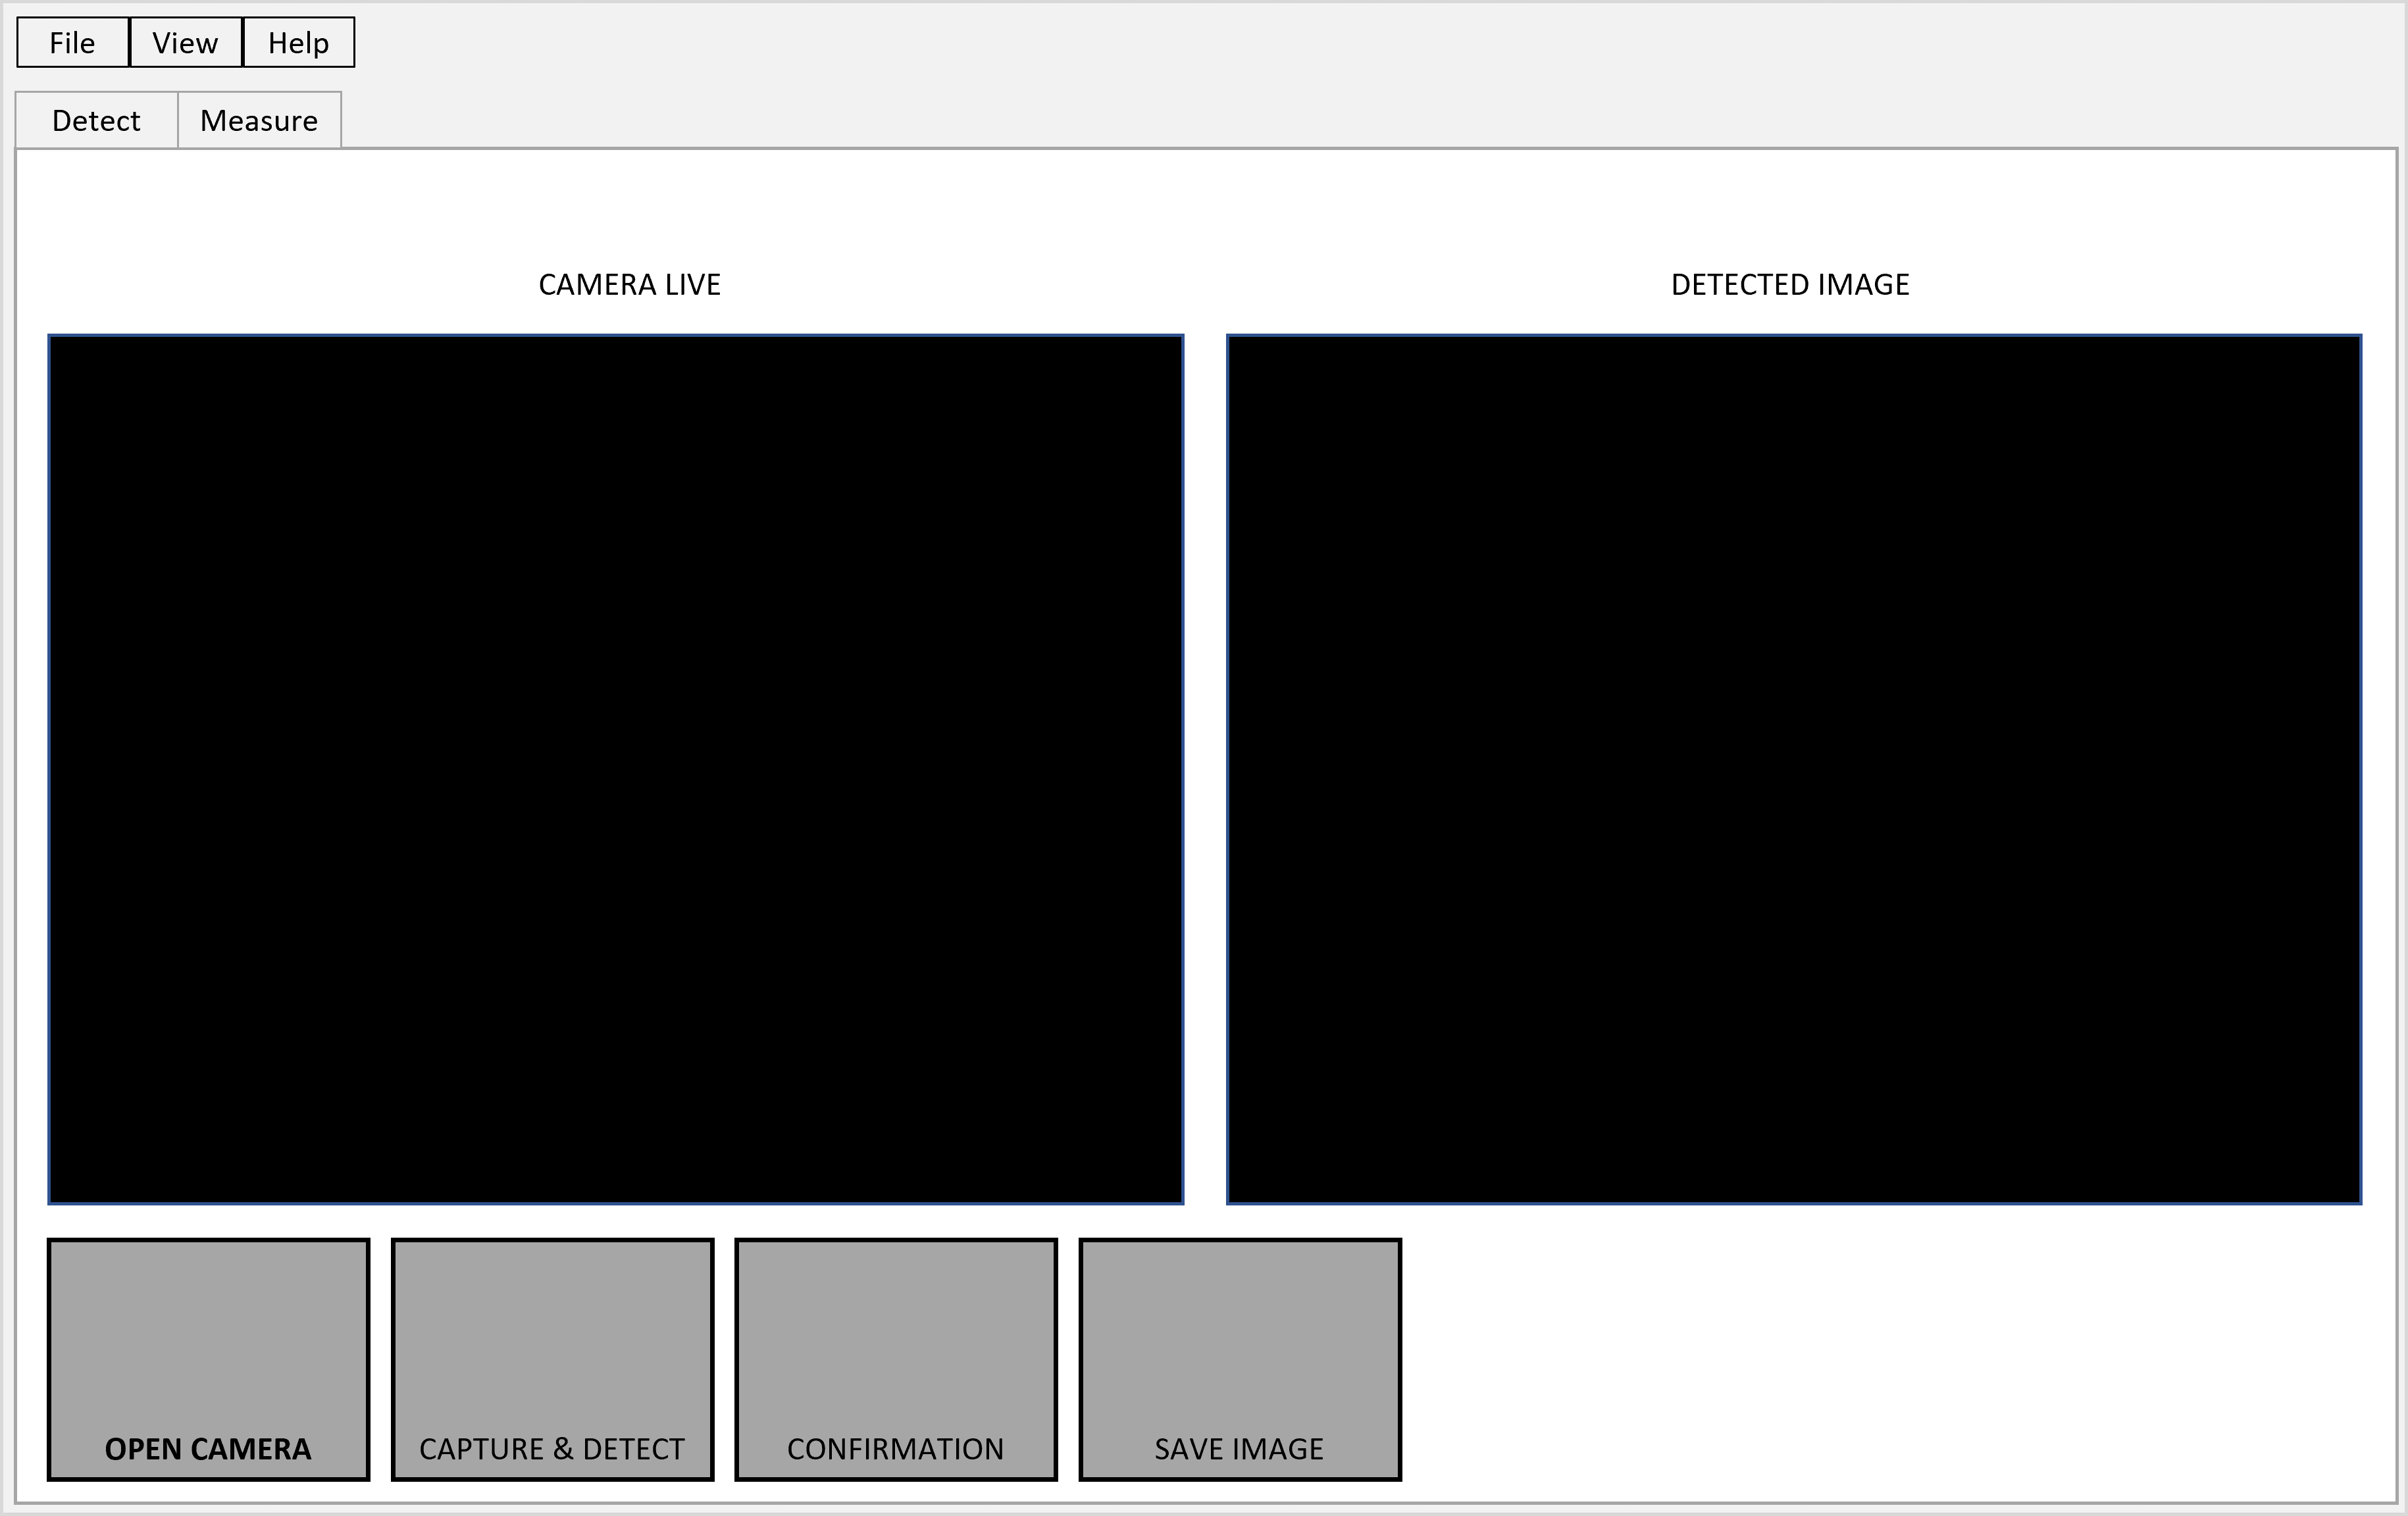 File View Help
Detect Measure
CAMERA LIVE DETECTED IMAGE
OPEN CAMERA CAPTURE & DETECT CONFIRMATION SAVE IMAGE